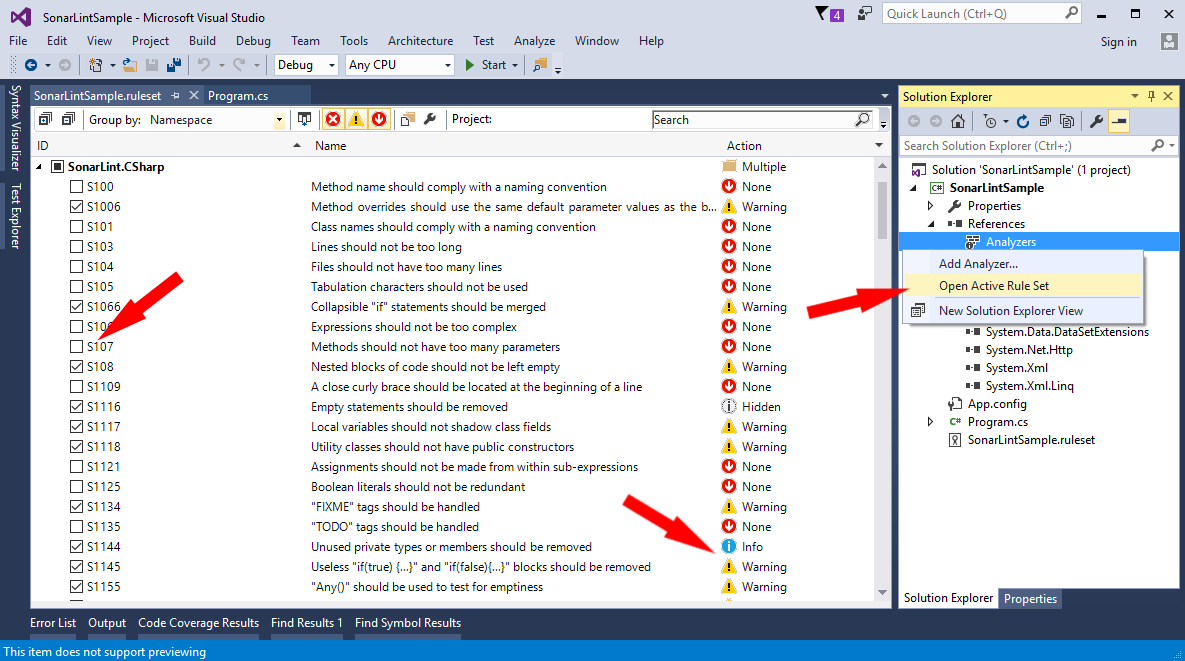 SonarLintSample - Microsoft Visual Studio
4
Quick Launch (Ctrl+Q)
File Edit View Project Build Debug Team Tools Architecture Test Analyze Window Help
Sign in
Debug Any CPU Start
Syntax Visualizer
Test Explorer
SonarLintSample.ruleset Program.cs
Group by: Namespace Project: Search
ID Name Action
SonarLint.CSharp Multiple
S100 Method name should comply with a naming convention None
S1006 Method overrides should use the same default parameter values as the b... Warning
S101 Class names should comply with a naming convention None
S103 Lines should not be too long None
S104 Files should not have too many lines None
S105 Tabulation characters should not be used None
S1066 Collapsible "if" statements should be merged Warning
Expressions should not be too complex None
S107 Methods should not have too many parameters None
S108 Nested blocks of code should not be left empty Warning
S1109 A close curly brace should be located at the beginning of a line None
S1116 Empty statements should be removed Hidden
S1117 Local variables should not shadow class fields Warning
S1118 Utility classes should not have public constructors Warning
S1121 Assignments should not be made from within sub-expressions None
S1125 Boolean literals should not be redundant None
S1134 "FIXME" tags should be handled Warning
S1135 "TODO" tags should be handled None
S1144 Unused private types or members should be removed Info
S1145 Useless "if(true) {...}" and "if(false){...}" blocks should be removed Warning
S1155 "Any()" should be used to test for emptiness Warning
Solution Explorer
Search Solution Explorer (Ctrl+;)
Solution 'SonarLintSample' (1 project)
C# SonarLintSample
Properties
References
Analyzers
Add Analyzer...
Open Active Rule Set
New Solution Explorer View
System.Data.DataSetExtensions
System.Net.Http
System.Xml
System.Xml.Linq
App.config
C# Program.cs
SonarLintSample.ruleset
Solution Explorer Properties
Error List Output Code Coverage Results Find Results 1 Find Symbol Results
This item does not support previewing